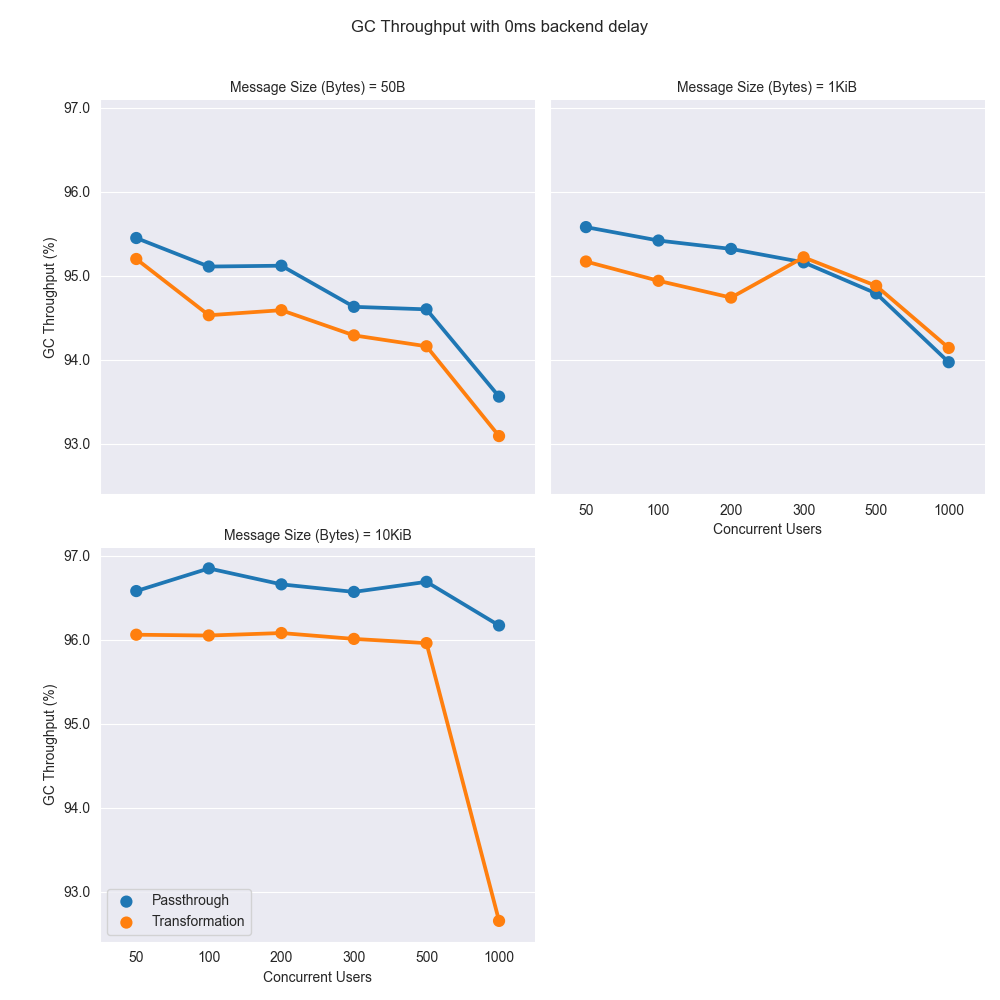 GC Throughput with 0ms backend delay
Message Size (Bytes) = 50B
97.0
96.0
95.0
94.0
93.0
GC Throughput (%)
Message Size (Bytes) = 1KiB
50 100 200 300 500 1000
Concurrent Users
Message Size (Bytes) = 10KiB
97.0
96.0
95.0
94.0
93.0
GC Throughput (%)
Passthrough
Transformation
50 100 200 300 500 1000
Concurrent Users